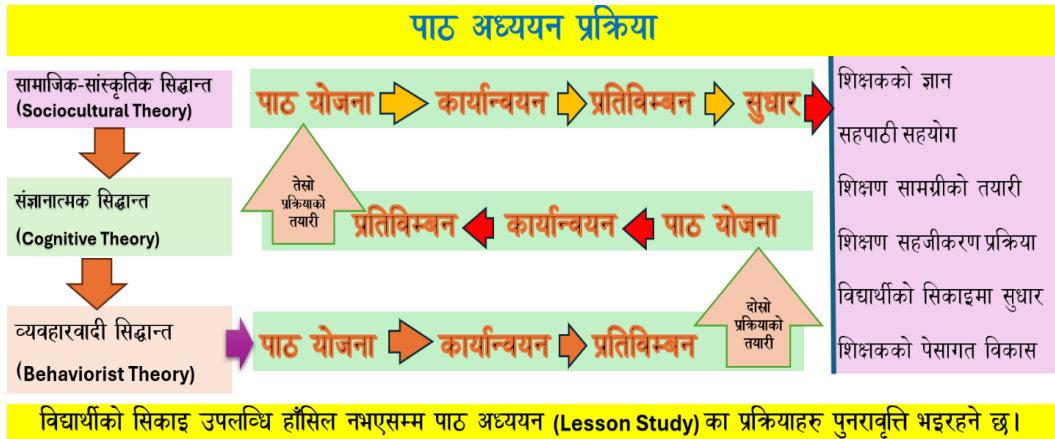 पाठ अध्ययन प्रक्रिया
सामाजिक-सांस्कृतिक सिद्धान्त
(Sociocultural Theory)
संज्ञानात्मक सिद्धान्त
(Cognitive Theory)
व्यवहारवादी सिद्धान्त
(Behaviorist Theory)
पाठ योजना कार्यान्वयन प्रतिविम्बन सुधार
तेस्रो
प्रक्रियाको
तयारी
प्रतिविम्बन कार्यान्वयन पाठ योजना
दोस्रो
प्रक्रियाको
तयारी
पाठ योजना कार्यान्वयन प्रतिविम्बन
शिक्षकको ज्ञान
सहपाठी सहयोग
शिक्षण सामग्रीको तयारी
शिक्षण सहजीकरण प्रक्रिया
विद्यार्थीको सिकाइमा सुधार
शिक्षकको पेसागत विकास
विद्यार्थीको सिकाइ उपलव्धि हाँसिल नभएसम्म पाठ अध्ययन (Lesson Study) का प्रक्रियाहरु पुनरावृत्ति भइरहने छ।